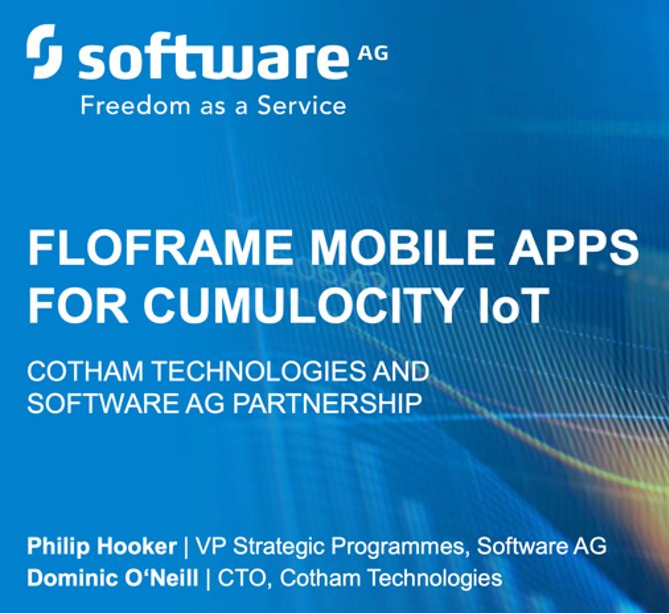 software AG
Freedom as a Service
FLOFRAME MOBILE APPS
FOR CUMULOCITY IoT
COTHAM TECHNOLOGIES AND
SOFTWARE AG PARTNERSHIP
Philip Hooker | VP Strategic Programmes, Software AG
Dominic O‘Neill | CTO, Cotham Technologies